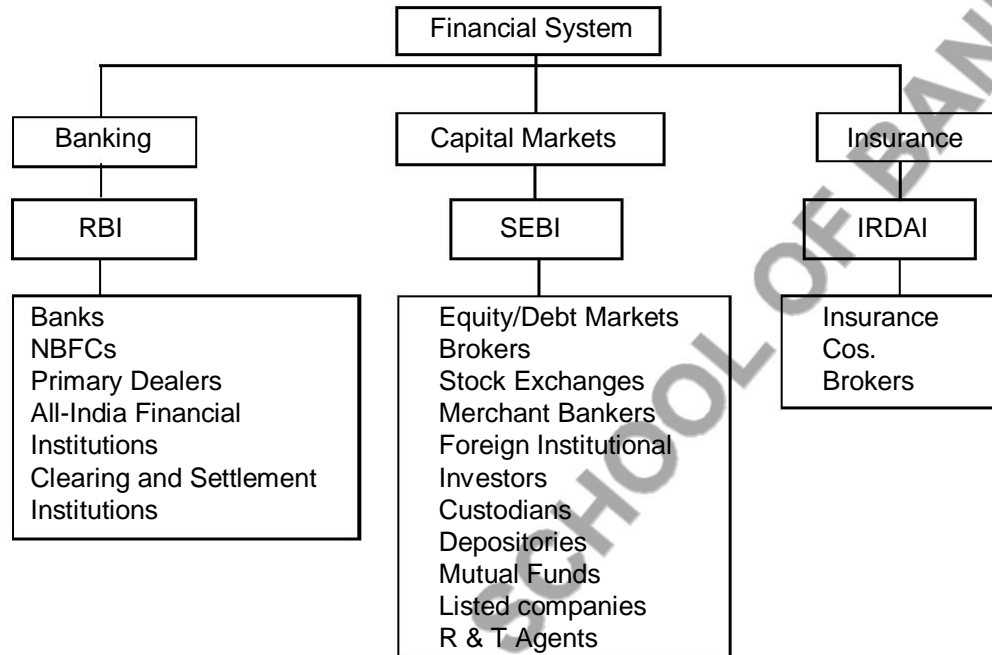 Financial System
Banking
Capital Markets
Insurance
RBI
SEBI
IRDAI
Banks
NBFCs
Primary Dealers
All-India Financial
Institutions
Clearing and Settlement
Institutions
Equity/Debt Markets
Brokers
Stock Exchanges
Merchant Bankers
Foreign Institutional
Investors
Custodians
Depositories
Mutual Funds
Listed companies
R & T Agents
Insurance
Cos.
Brokers
SCHOOL OF